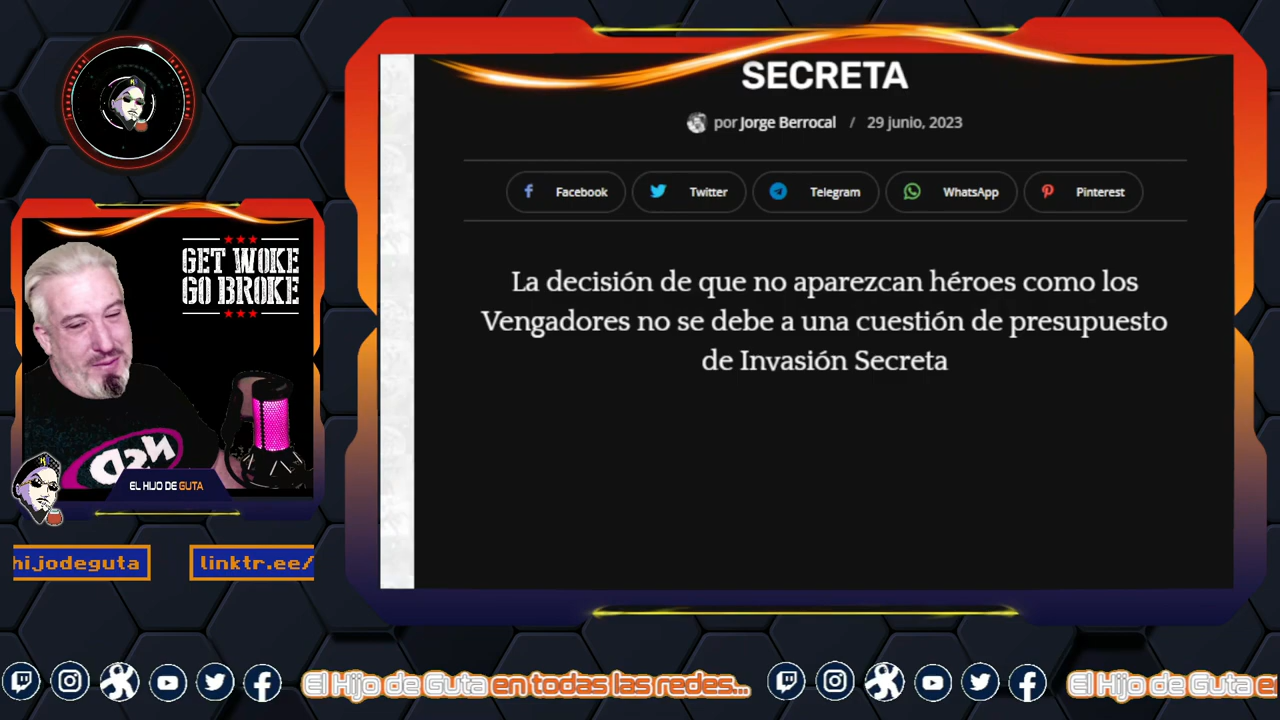 SECRETA
por Jorge Berrocal / 29 junio, 2023
Facebook
Twitter
Telegram
WhatsApp
Pinterest
La decisión de que no aparezcan héroes como los
Vengadores no se debe a una cuestión de presupuesto
de Invasión Secreta
GET WOKE
GO BROKE
EL HIJO DE GUTA
hijodeguta
linktr.ee/
El Hijo de Guta en todas las redes...
El Hijo de Guta e